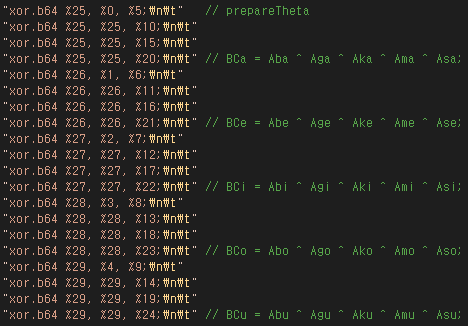 "xor.b64 %25, %0, %5;₩n₩t"   // prepareTheta
"xor.b64 %25, %25, %10;₩n₩t"
"xor.b64 %25, %25, %15;₩n₩t"
"xor.b64 %25, %25, %20;₩n₩t" // BCa = Aba ^ Aga ^ Aka ^ Ama ^ Asa;
"xor.b64 %26, %1, %6;₩n₩t"
"xor.b64 %26, %26, %11;₩n₩t"
"xor.b64 %26, %26, %16;₩n₩t"
"xor.b64 %26, %26, %21;₩n₩t" // BCe = Abe ^ Age ^ Ake ^ Ame ^ Ase;
"xor.b64 %27, %2, %7;₩n₩t"
"xor.b64 %27, %27, %12;₩n₩t"
"xor.b64 %27, %27, %17;₩n₩t"
"xor.b64 %27, %27, %22;₩n₩t" // BCi = Abi ^ Agi ^ Aki ^ Ami ^ Asi;
"xor.b64 %28, %3, %8;₩n₩t"
"xor.b64 %28, %28, %13;₩n₩t"
"xor.b64 %28, %28, %18;₩n₩t"
"xor.b64 %28, %28, %23;₩n₩t" // BCo = Abo ^ Ago ^ Ako ^ Amo ^ Aso;
"xor.b64 %29, %4, %9;₩n₩t"
"xor.b64 %29, %29, %14;₩n₩t"
"xor.b64 %29, %29, %19;₩n₩t"
"xor.b64 %29, %29, %24;₩n₩t" // BCu = Abu ^ Agu ^ Aku ^ Amu ^ Asu;